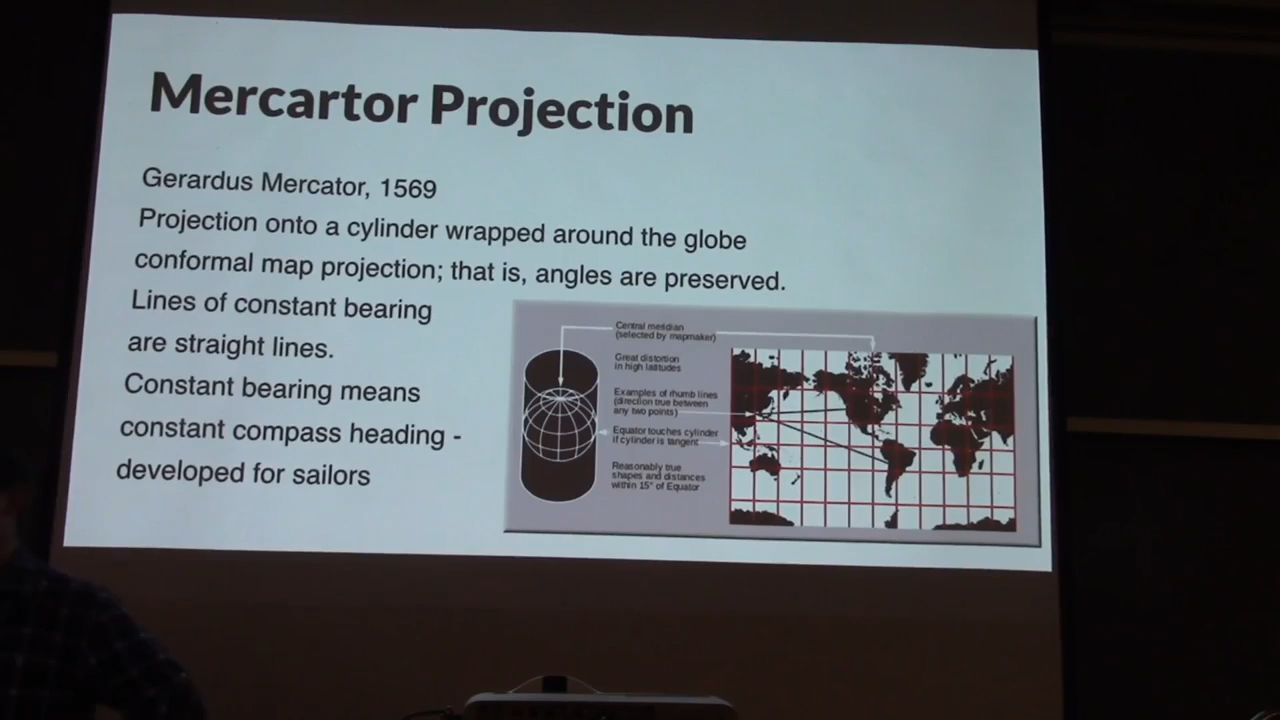 Mercartor Projection
Gerardus Mercator, 1569
Projection onto a cylinder wrapped around the globe
conformal map projection; that is, angles are preserved.
Lines of constant bearing
are straight lines.
Constant bearing means
constant compass heading -
developed for sailors
Central meridian
(selected by mapmaker)
Great distortion
in high latitudes
Examples of rhumb lines
(direction true between
any two points)
Equator touches cylinder
if cylinder is tangent
Reasonably true
shapes and distances
within 15° of Equator